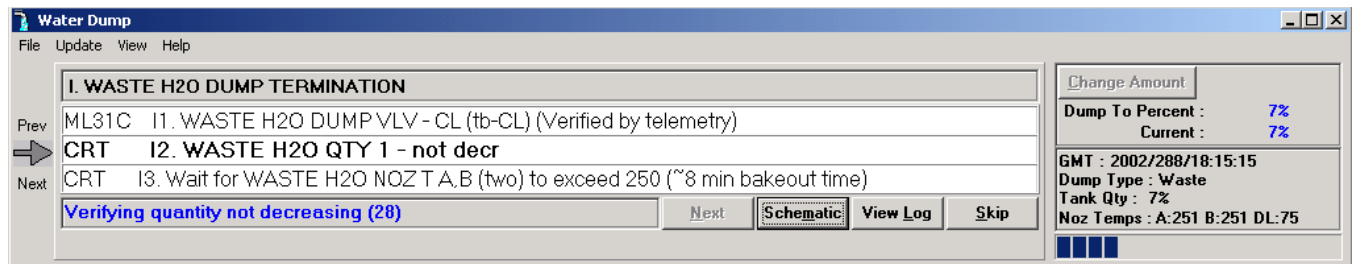 Water Dump
File Update View Help
I. WASTE H2O DUMP TERMINATION
Prev
Next
ML31C I1. WASTE H2O DUMP VLV - CL (tb-CL) (Verified by telemetry)
CRT I2. WASTE H2O QTY 1 - not decr
CRT I3. Wait for WASTE H2O NOZ T A,B (two) to exceed 250 (~8 min bakeout time)
Verifying quantity not decreasing (28)
Next Schematic View Log Skip
Change Amount
Dump To Percent : 7%
Current : 7%
GMT : 2002/288/18:15:15
Dump Type : Waste
Tank Qty : 7%
Noz Temps : A:251 B:251 DL:75